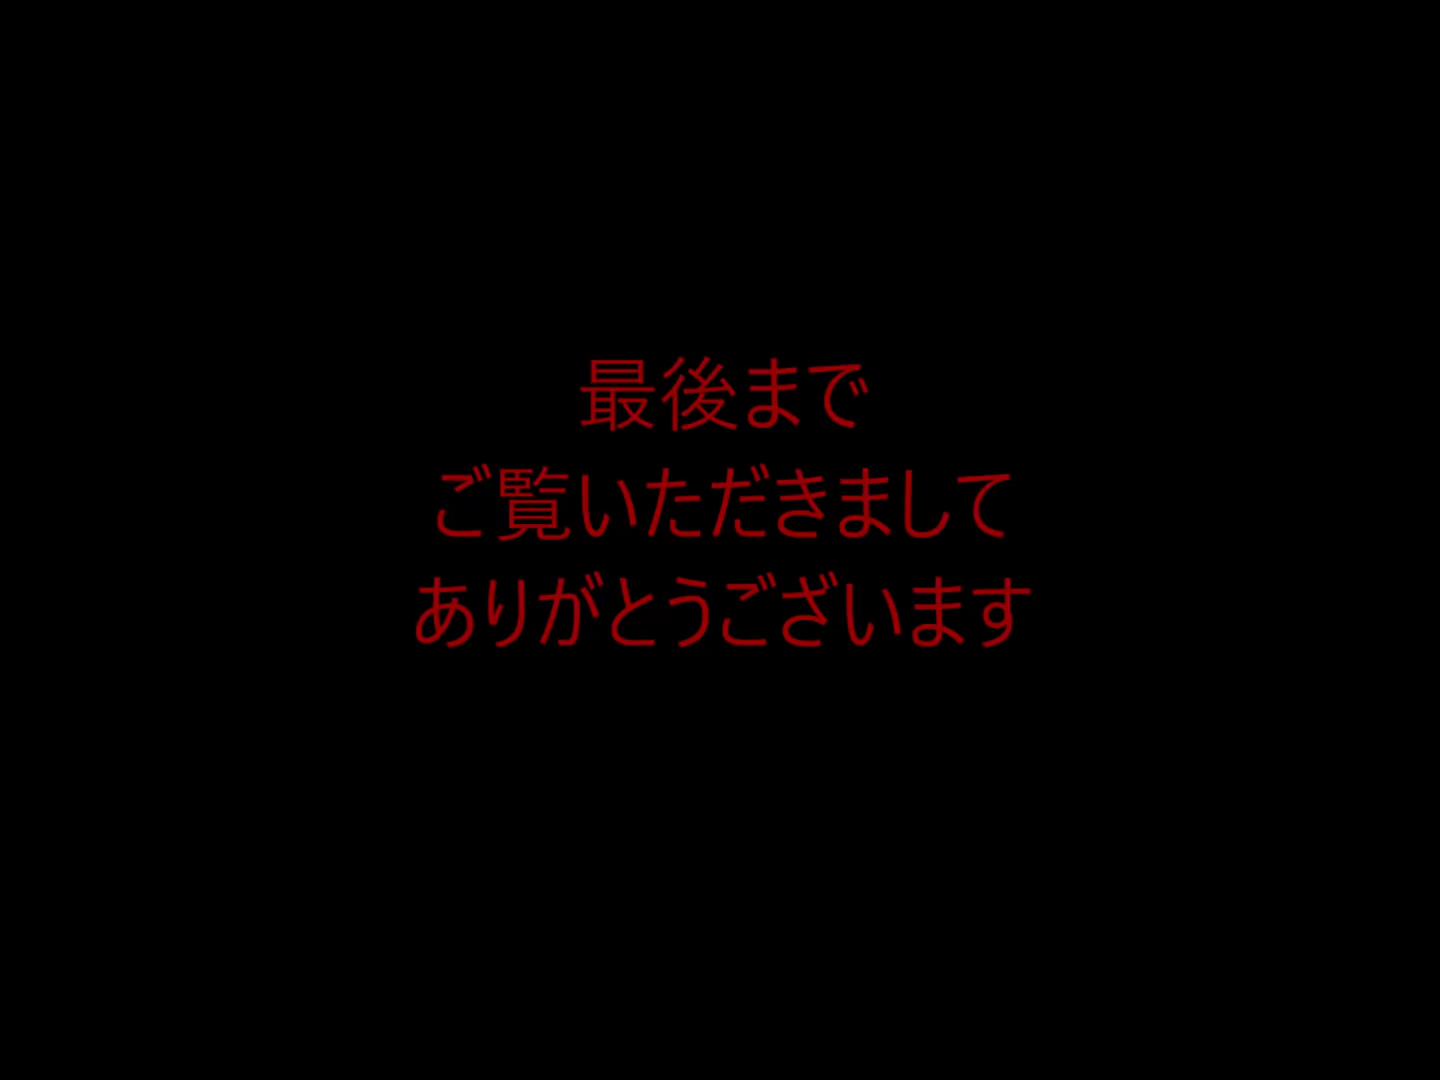 最後まで
ご覧いただきまして
ありがとうございます